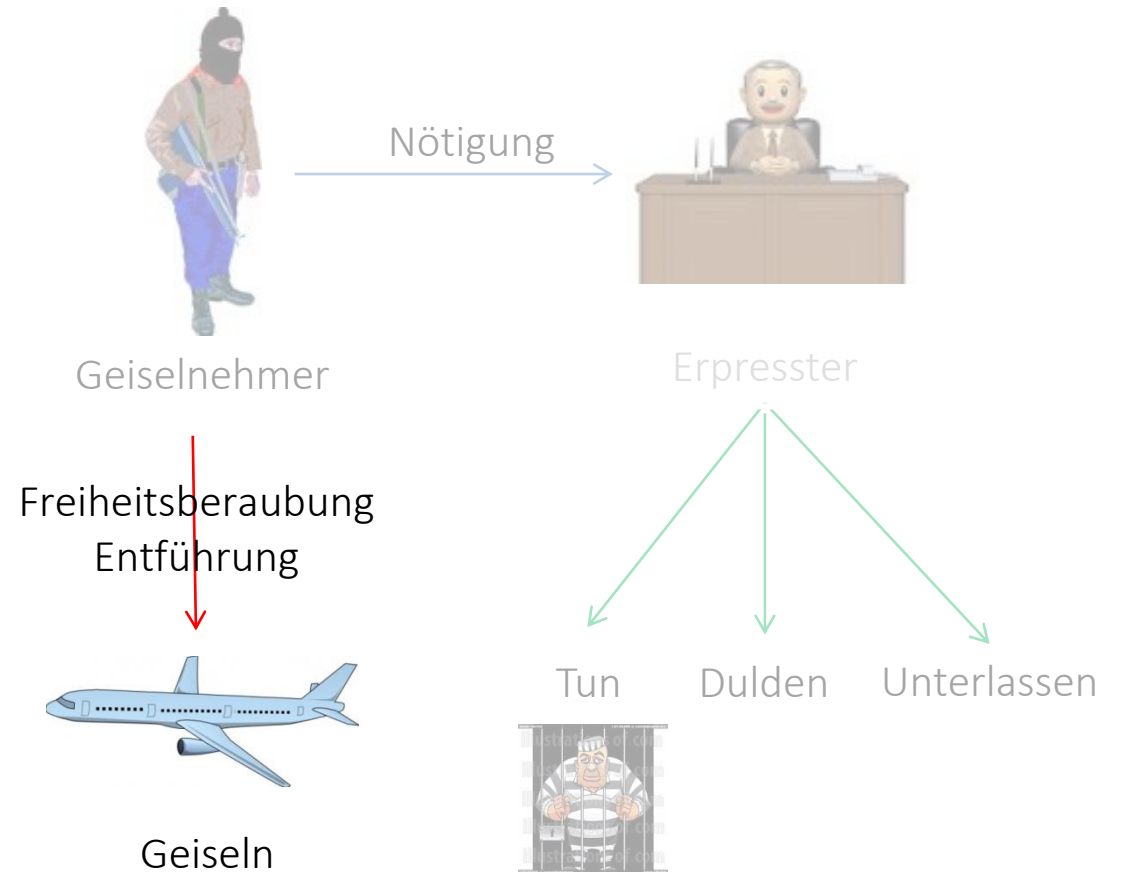 Nötigung
Geiselnehmer
Erpresster
Freiheitsberaubung
Entführung
Tun
Dulden
Unterlassen
Geiseln